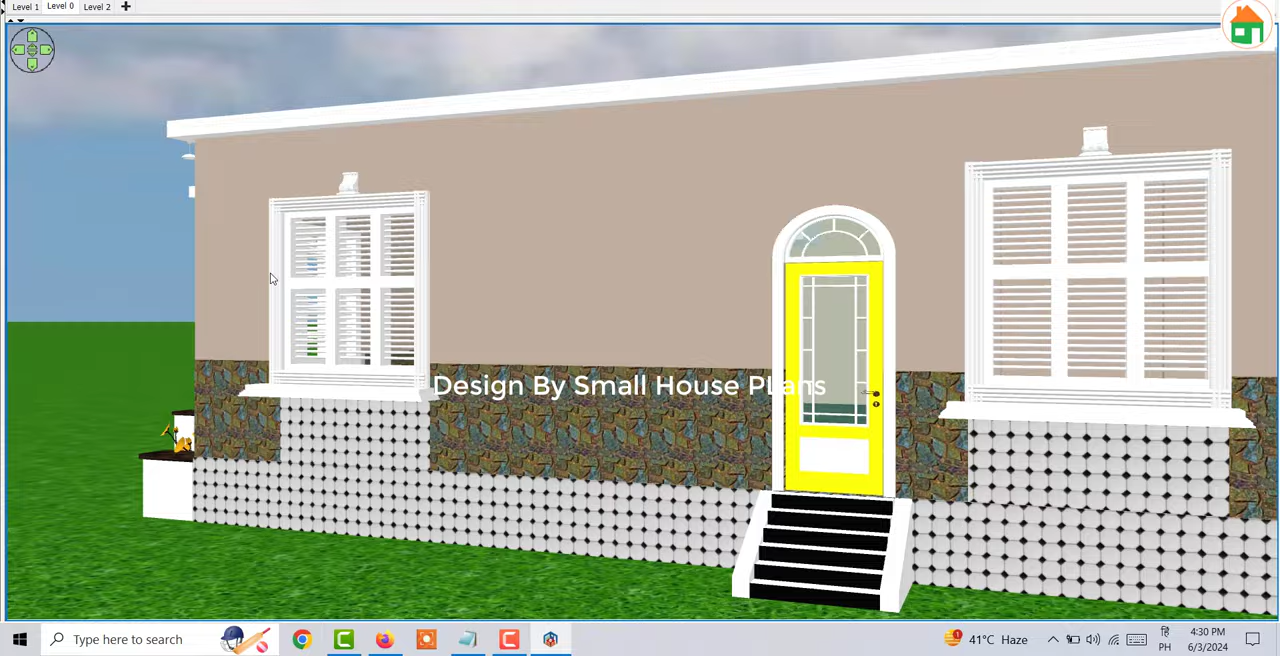 Level 1 Level 0 Level 2
Design By Small House PLans
Type here to search
1
41°C Haze
हि
PH
4:30 PM
6/3/2024